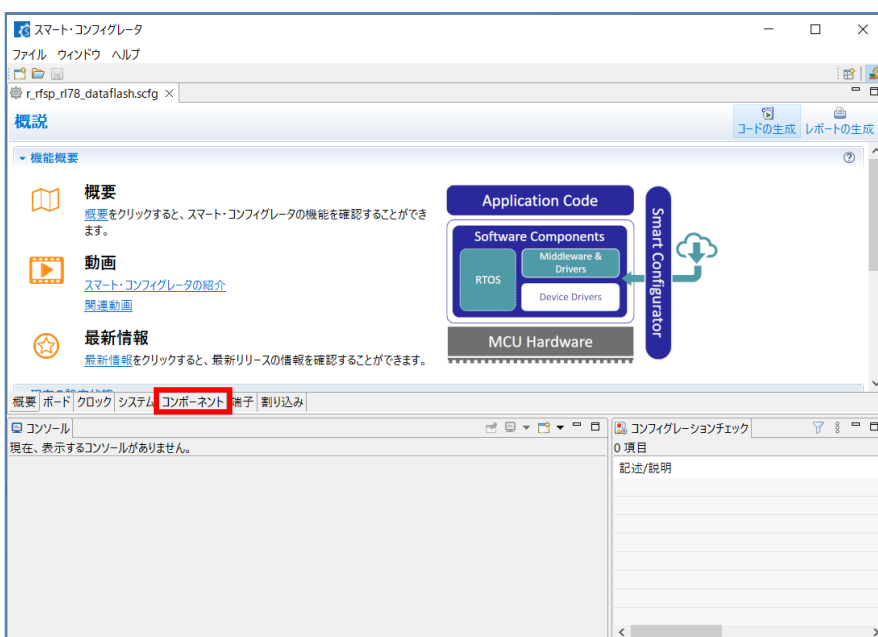 スマート・コンフィグレータ
ファイル ウィンドウ ヘルプ
r_rfsp_rl78_dataflash.scfg
概説
コードの生成 レポートの生成
機能概要
概要
概要をクリックすると、スマート・コンフィグレータの機能を確認することができ
ます。
動画
スマート・コンフィグレータの紹介
関連動画
最新情報
最新情報をクリックすると、最新リリースの情報を確認することができます。
Application Code
Software Components
RTOS
Middleware &
Drivers
Device Drivers
MCU Hardware
Smart Configurator
概要 ボード クロック システム コンポーネント 端子 割り込み
コンソール
現在、表示するコンソールがありません。
コンフィグレーションチェック
0 項目
記述/説明